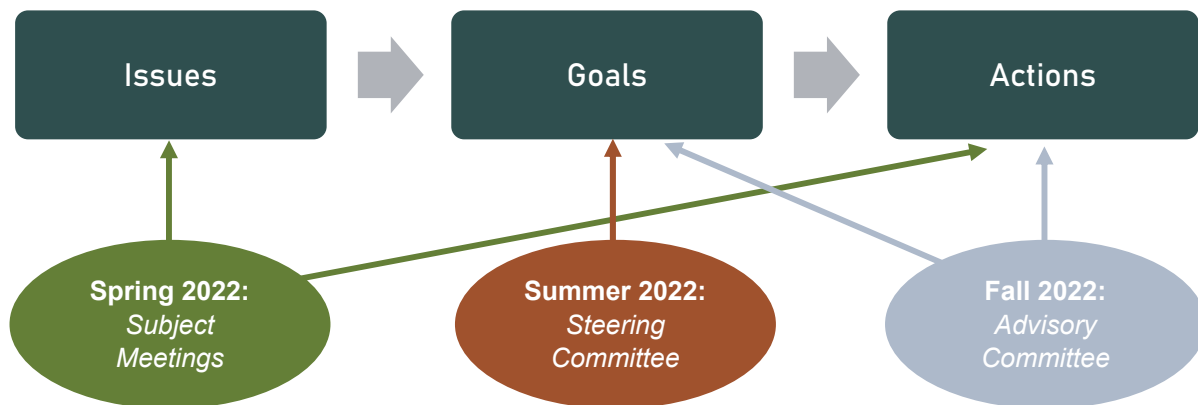 Issues
Goals
Actions
Spring 2022:
Subject
Meetings
Summer 2022:
Steering
Committee
Fall 2022:
Advisory
Committee